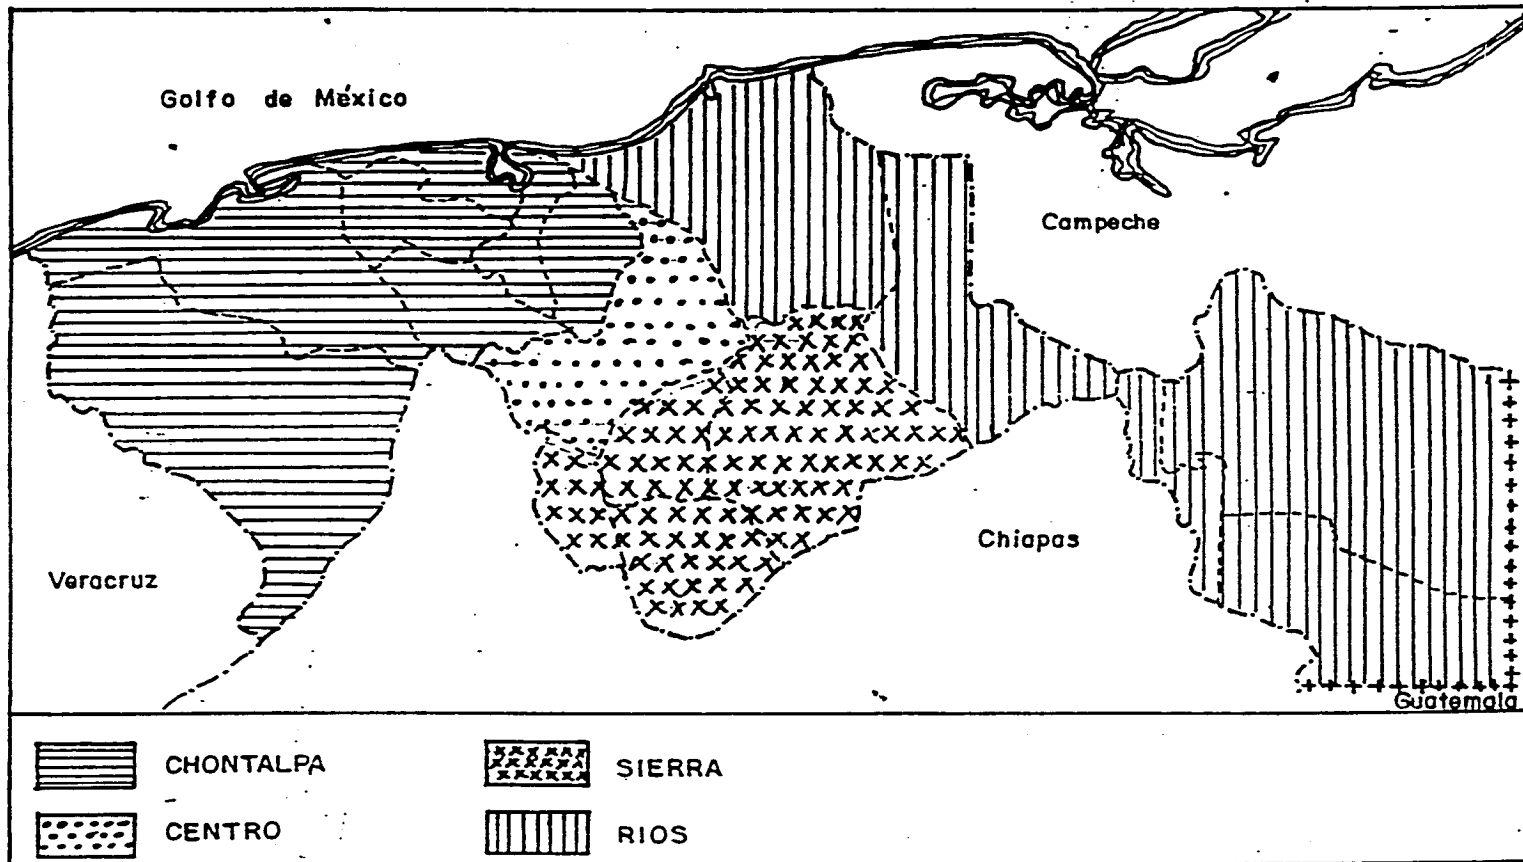 Golfo de México
Campeche
Chiapas
Veracruz
Guatemala
CHONTALPA
SIERRA
CENTRO
RIOS